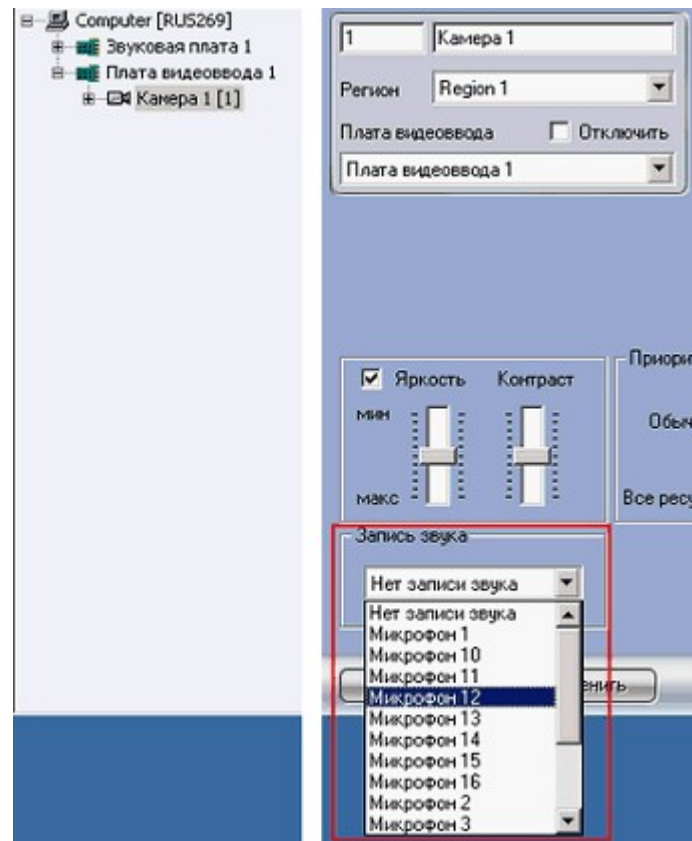 Computer [RUS269]
Звуковая плата 1
Плата видеоввода 1
Камера 1 [1]
1 Камера 1
Регион Region 1
Плата видеоввода Отключить
Плата видеоввода 1
Яркость Контраст
мин
макс
Приори
Обыч
Все ресу
Запись звука
Нет записи звука
Нет записи звука
Микрофон 1
Микрофон 10
Микрофон 11
Микрофон 12
Микрофон 13
Микрофон 14
Микрофон 15
Микрофон 16
Микрофон 2
Микрофон 3
енить